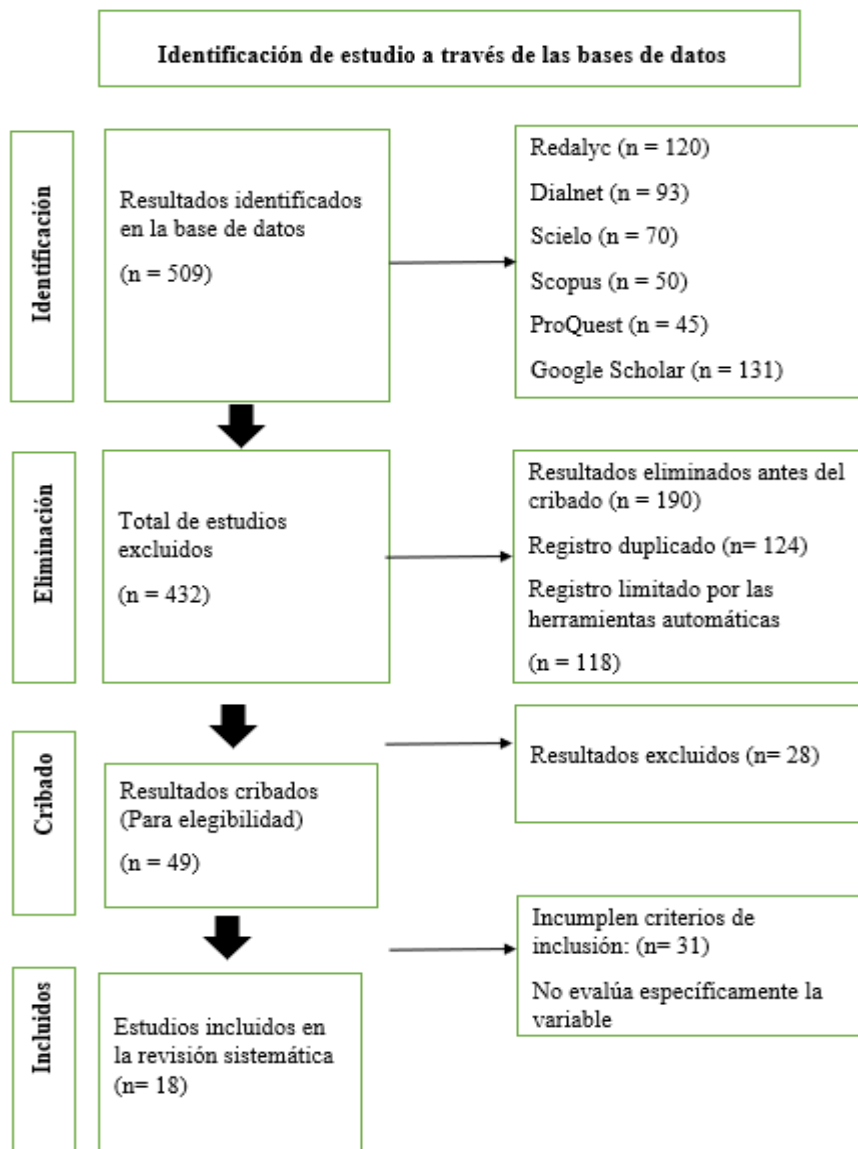 Identificación de estudio a través de las bases de datos
Identificación
Resultados identificados
en la base de datos
(n = 509)
Redalyc (n = 120)
Dialnet (n = 93)
Scielo (n = 70)
Scopus (n = 50)
ProQuest (n = 45)
Google Scholar (n = 131)
Eliminación
Total de estudios
excluidos
(n = 432)
Resultados eliminados antes del
cribado (n = 190)
Registro duplicado (n= 124)
Registro limitado por las
herramientas automáticas
(n = 118)
Cribado
Resultados cribados
(Para elegibilidad)
(n = 49)
Resultados excluidos (n= 28)
Incluidos
Estudios incluidos en
la revisión sistemática
(n= 18)
Incumplen criterios de
inclusión: (n= 31)
No evalúa específicamente la
variable